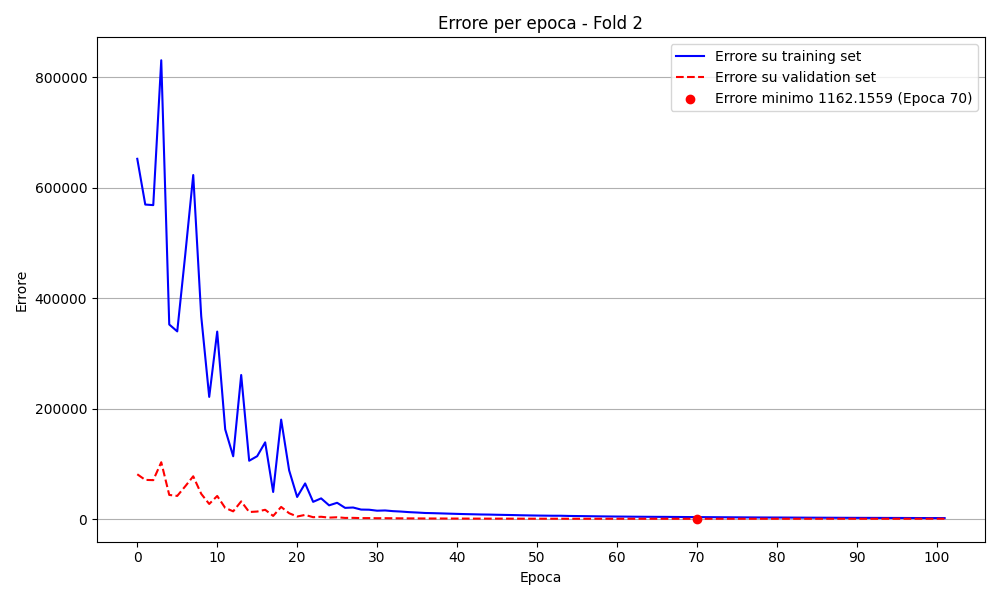 Errore per epoca - Fold 2
Errore su training set
Errore su validation set
Errore minimo 1162.1559 (Epoca 70)
800000
600000
400000
200000
0
Errore
0 10 20 30 40 50 60 70 80 90 100
Epoca